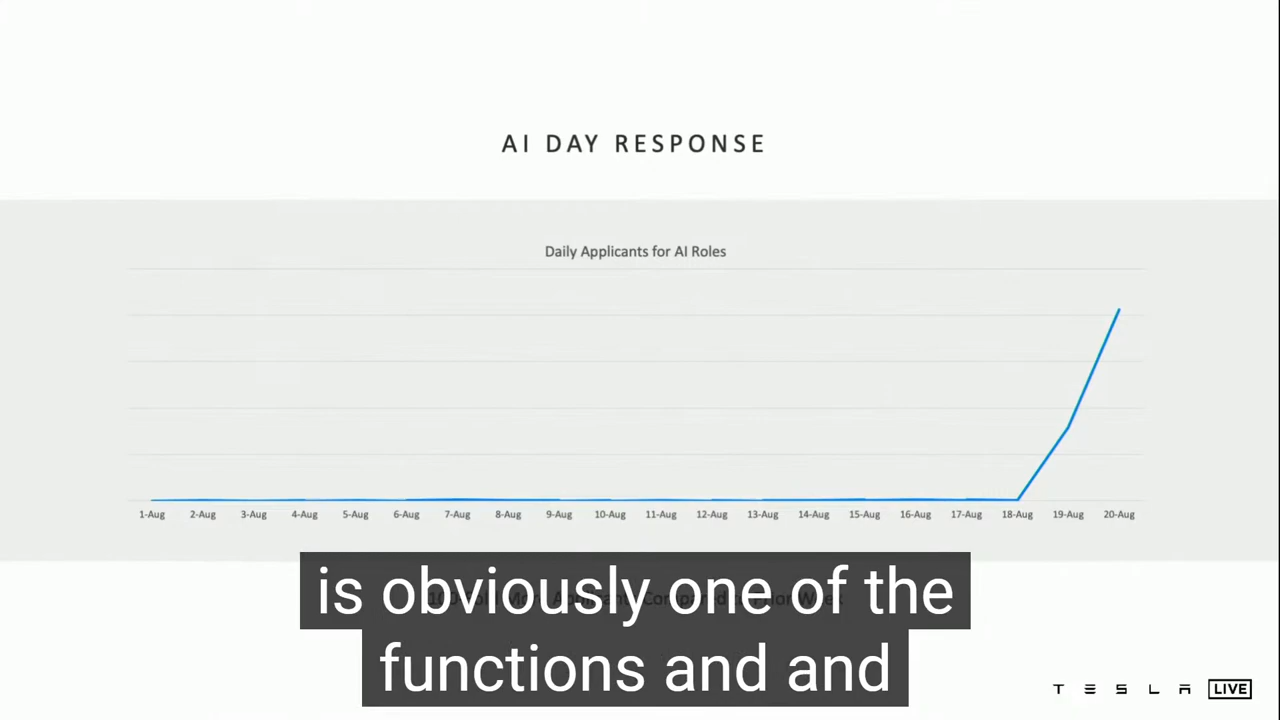 AI DAY RESPONSE
Daily Applicants for AI Roles
1-Aug 2-Aug 3-Aug 4-Aug 5-Aug 6-Aug 7-Aug 8-Aug 9-Aug 10-Aug 11-Aug 12-Aug 13-Aug 14-Aug 15-Aug 16-Aug 17-Aug 18-Aug 19-Aug 20-Aug
is obviously one of the
functions and and
TESLA LIVE